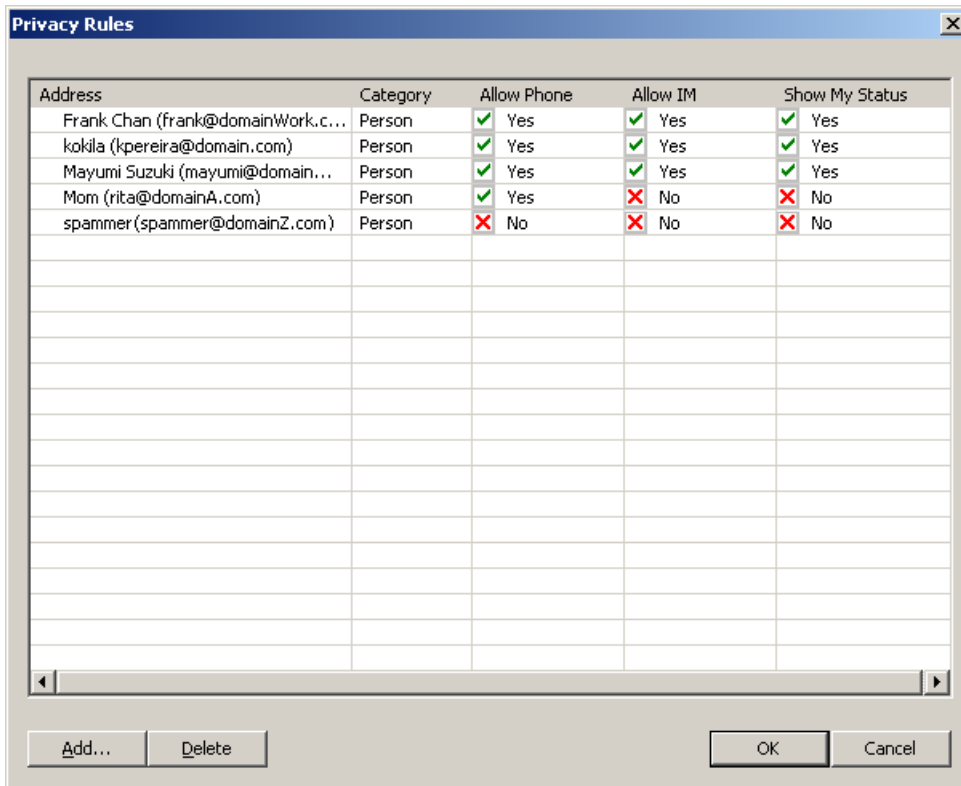 Privacy Rules
Address Category Allow Phone Allow IM Show My Status
Frank Chan (frank@domainWork.c... Person Yes Yes Yes
kokila (kpereira@domain.com) Person Yes Yes Yes
Mayumi Suzuki (mayumi@domain... Person Yes Yes Yes
Mom (rita@domainA.com) Person Yes No No
spammer(spammer@domainZ.com) Person No No No
Add... Delete OK Cancel